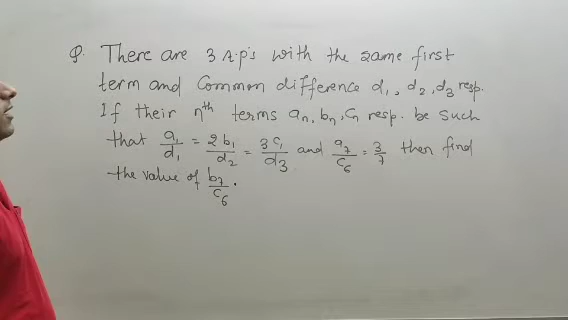 Q. There are 3 A.P's with the same first
term and Common difference d₁, d₂, d₃ resp.
If their nᵗʰ terms aₙ, bₙ, cₙ resp. be such
that a₁/d₁ = 2b₁/d₂ = 3c₁/d₃ and a₇/c₆ = 3/7 then find
the value of b₇/c₆.